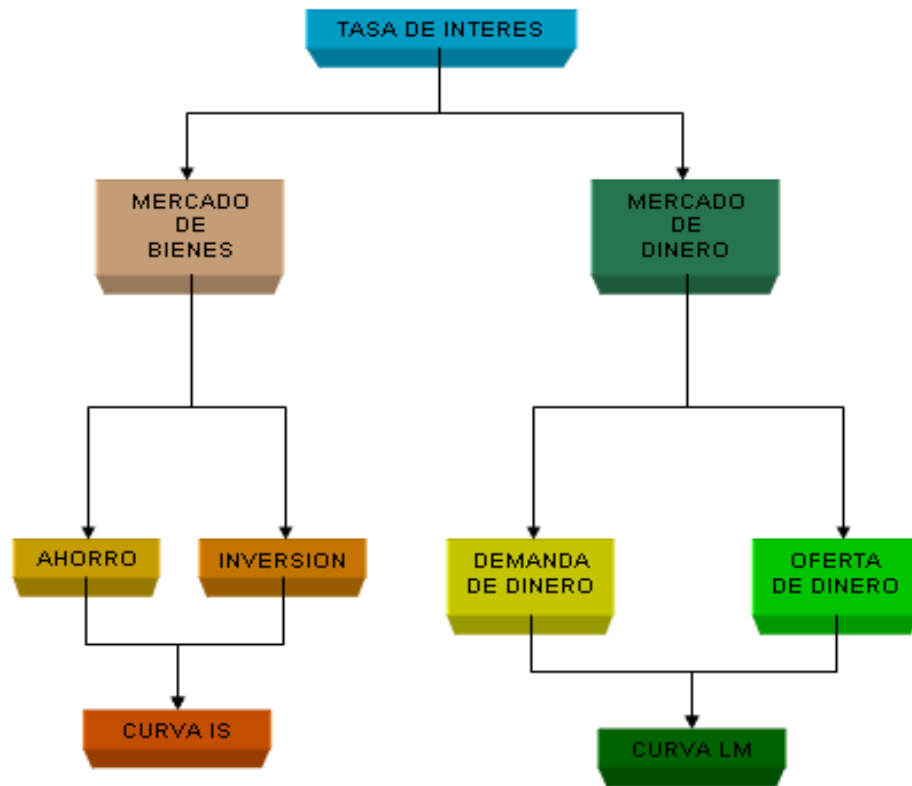 TASA DE INTERES
MERCADO
DE
BIENES
MERCADO
DE
DINERO
AHORRO
INVERSION
DEMANDA
DE DINERO
OFERTA
DE DINERO
CURVA IS
CURVA LM